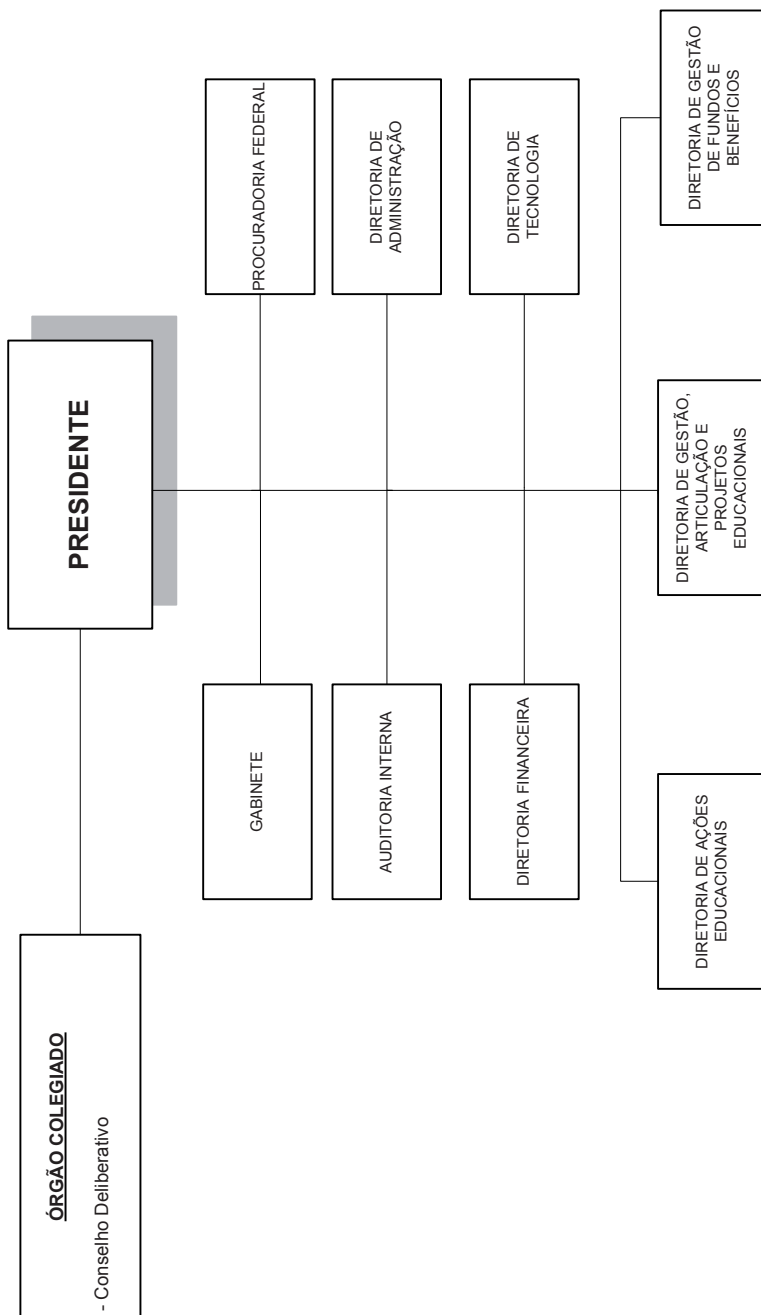 ÓRGÃO COLEGIADO
- Conselho Deliberativo
PRESIDENTE
GABINETE
PROCURADORIA FEDERAL
AUDITORIA INTERNA
DIRETORIA DE
ADMINISTRAÇÃO
DIRETORIA FINANCEIRA
DIRETORIA DE
TECNOLOGIA
DIRETORIA DE AÇÕES
EDUCACIONAIS
DIRETORIA DE GESTÃO,
ARTICULAÇÃO E
PROJETOS
EDUCACIONAIS
DIRETORIA DE GESTÃO
DE FUNDOS E
BENEFÍCIOS